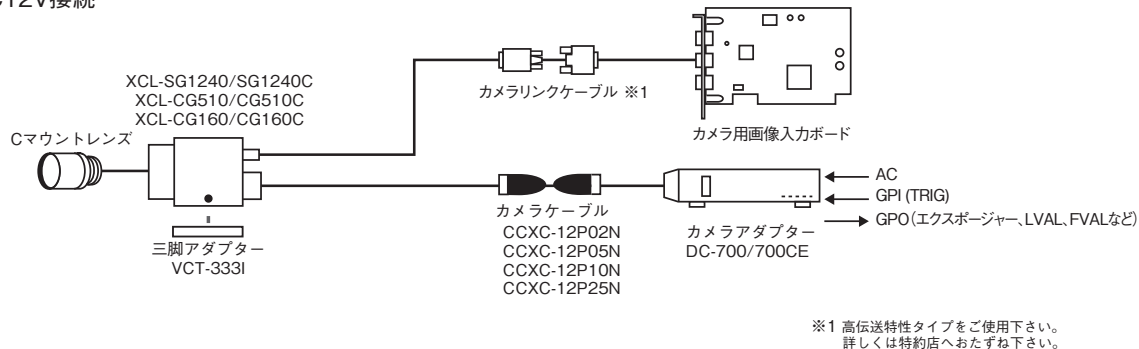 12V接続
XCL-SG1240/SG1240C
XCL-CG510/CG510C
XCL-CG160/CG160C
Cマウントレンズ
カメラリンクケーブル ※1
カメラ用画像入力ボード
三脚アダプター
VCT-333I
カメラケーブル
CCXC-12P02N
CCXC-12P05N
CCXC-12P10N
CCXC-12P25N
カメラアダプター
DC-700/700CE
AC
GPI (TRIG)
GPO(エクスポージャー、LVAL、FVALなど)
※1 高伝送特性タイプをご使用下さい。
詳しくは特約店へおたずね下さい。